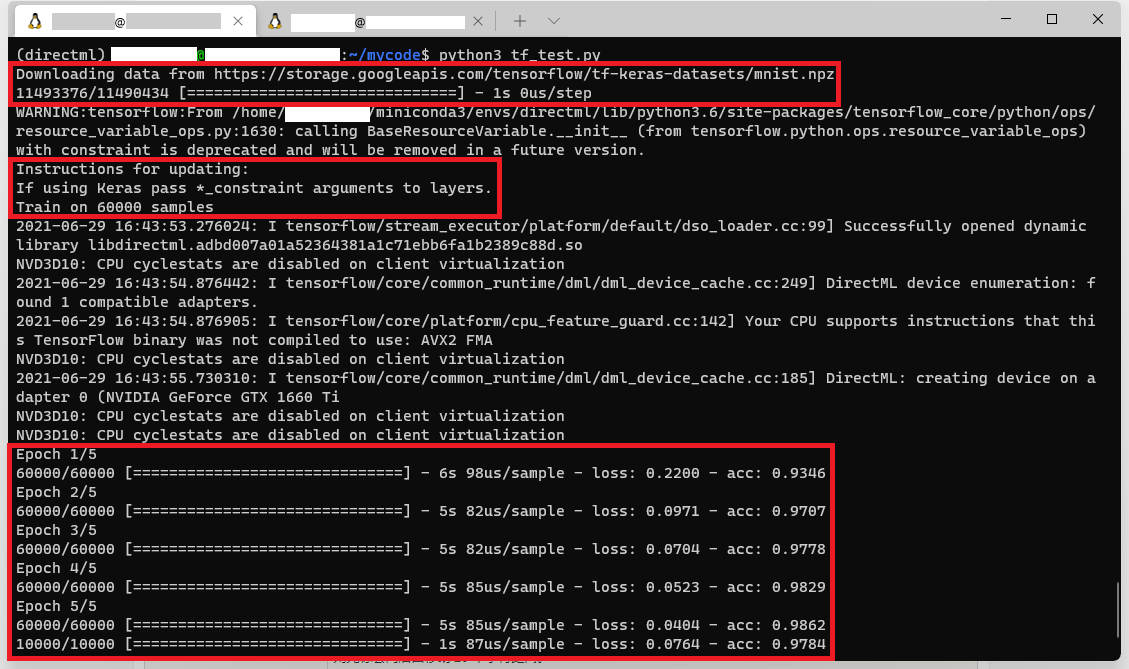 @
@
(directml) @:~/mycode$ python3 tf_test.py
Downloading data from https://storage.googleapis.com/tensorflow/tf-keras-datasets/mnist.npz
11493376/11490434 [==============================] - 1s 0us/step
WARNING:tensorflow:From /home/ /miniconda3/envs/directml/lib/python3.6/site-packages/tensorflow_core/python/ops/
resource_variable_ops.py:1630: calling BaseResourceVariable.__init__ (from tensorflow.python.ops.resource_variable_ops)
with constraint is deprecated and will be removed in a future version.
Instructions for updating:
If using Keras pass *_constraint arguments to layers.
Train on 60000 samples
2021-06-29 16:43:53.276024: I tensorflow/stream_executor/platform/default/dso_loader.cc:99] Successfully opened dynamic
library libdirectml.adbd007a01a52364381a1c71ebb6fa1b2389c88d.so
NVD3D10: CPU cyclestats are disabled on client virtualization
2021-06-29 16:43:54.876442: I tensorflow/core/common_runtime/dml/dml_device_cache.cc:249] DirectML device enumeration: f
ound 1 compatible adapters.
2021-06-29 16:43:54.876905: I tensorflow/core/platform/cpu_feature_guard.cc:142] Your CPU supports instructions that thi
s TensorFlow binary was not compiled to use: AVX2 FMA
NVD3D10: CPU cyclestats are disabled on client virtualization
2021-06-29 16:43:55.730310: I tensorflow/core/common_runtime/dml/dml_device_cache.cc:185] DirectML: creating device on a
dapter 0 (NVIDIA GeForce GTX 1660 Ti
NVD3D10: CPU cyclestats are disabled on client virtualization
NVD3D10: CPU cyclestats are disabled on client virtualization
Epoch 1/5
60000/60000 [==============================] - 6s 98us/sample - loss: 0.2200 - acc: 0.9346
Epoch 2/5
60000/60000 [==============================] - 5s 82us/sample - loss: 0.0971 - acc: 0.9707
Epoch 3/5
60000/60000 [==============================] - 5s 82us/sample - loss: 0.0704 - acc: 0.9778
Epoch 4/5
60000/60000 [==============================] - 5s 85us/sample - loss: 0.0523 - acc: 0.9829
Epoch 5/5
60000/60000 [==============================] - 5s 85us/sample - loss: 0.0404 - acc: 0.9862
10000/10000 [==============================] - 1s 87us/sample - loss: 0.0764 - acc: 0.9784